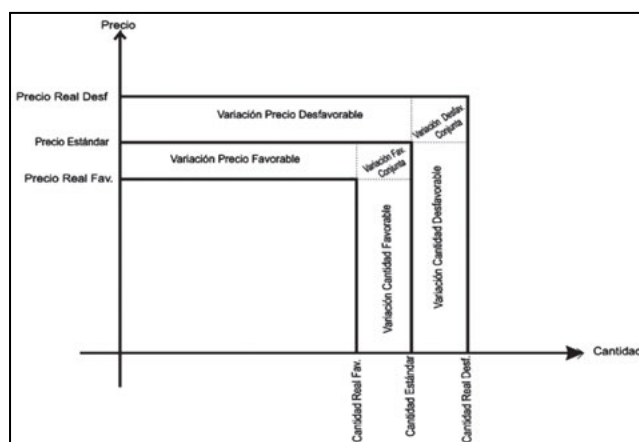 Precio
Precio Real Desf
Variación Precio Desfavorable
Variación Desfav.
Conjunta
Precio Estándar
Variación Precio Favorable
Variación Fav.
Conjunta
Precio Real Fav.
Variación Cantidad Favorable
Variación Cantidad Desfavorable
Cantidad
Cantidad Real Fav.
Cantidad Estándar
Cantidad Real Desf.